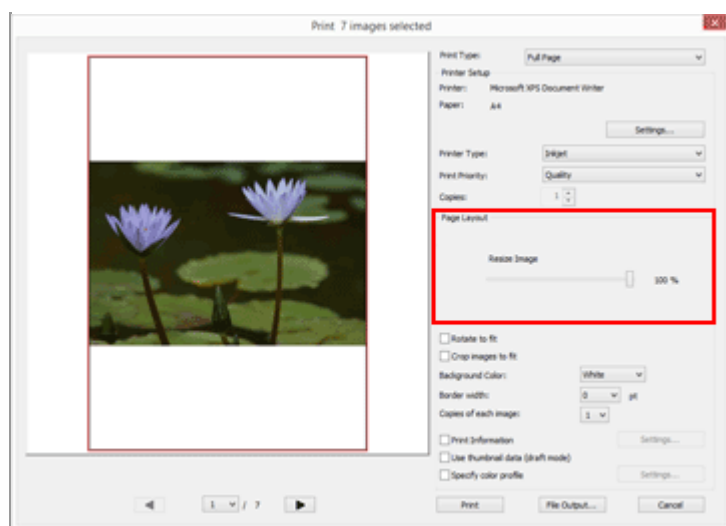 Print 7 images selected
Print Type: Full Page
Printer Setup
Printer: Microsoft XPS Document Writer
Paper: A4
Settings...
Printer Type: Inkjet
Print Priority: Quality
Copies: 1
Page Layout
Resize Image
100 %
Rotate to fit
Crop images to fit
Background Color: White
Border width: 0 pt
Copies of each image: 1
Print Information Settings...
Use thumbnail data (draft mode)
Specify color profile Settings...
1 / 7
Print File Output... Cancel